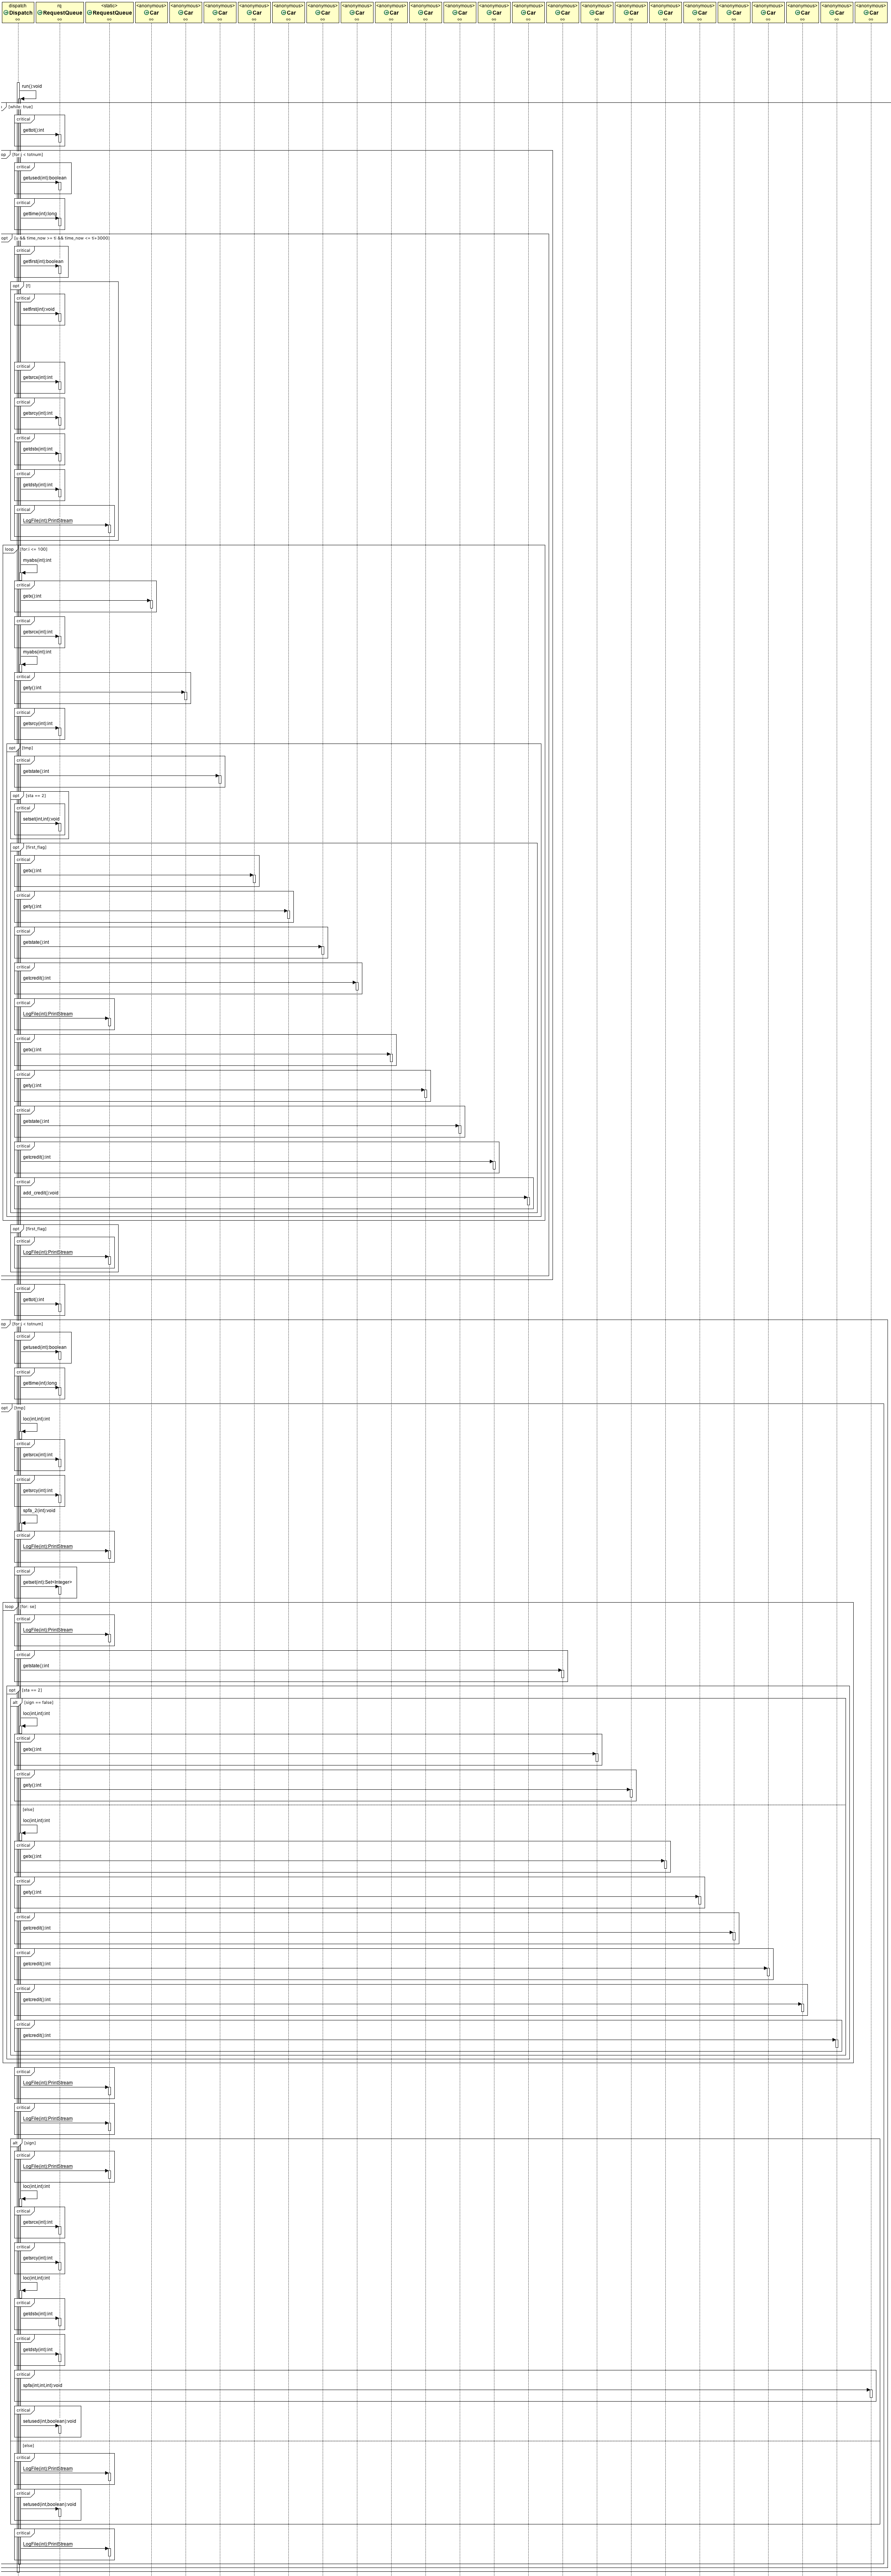 dispatch rq <static> <anonymous> <anonymous> <anonymous> <anonymous> <anonymous> <anonymous> <anonymous> <anonymous> <anonymous> <anonymous> <anonymous> <anonymous> <anonymous> <anonymous> <anonymous> <anonymous> <anonymous> <anonymous> <anonymous> <anonymous> <anonymous> <anonymous>
Dispatch RequestQueue RequestQueue Car Car Car Car Car Car Car Car Car Car Car Car Car Car Car Car Car Car Car Car Car Car
run():void
[while: true]
critical
gettot():int
op [for j < totnum]
critical
getused(int):boolean
critical
gettime(int):long
opt [u && time_now >= ti && time_now <= ti+3000]
critical
getfirst(int):boolean
opt [f]
critical
setfirst(int):void
critical
getsrcx(int):int
critical
getsrcy(int):int
critical
getdstx(int):int
critical
getdsty(int):int
critical
LogFile(int):PrintStream
loop [for:i <= 100]
myabs(int):int
critical
getx():int
critical
getsrcx(int):int
myabs(int):int
critical
gety():int
critical
getsrcy(int):int
opt [tmp]
critical
getstate():int
opt [sta == 2]
critical
setset(int,int):void
opt [first_flag]
critical
getx():int
critical
gety():int
critical
getstate():int
critical
getcredit():int
critical
LogFile(int):PrintStream
critical
getx():int
critical
gety():int
critical
getstate():int
critical
getcredit():int
critical
add_credit():void
opt [first_flag]
critical
LogFile(int):PrintStream
critical
gettot():int
op [for j < totnum]
critical
getused(int):boolean
critical
gettime(int):long
opt [tmp]
loc(int,int):int
critical
getsrcx(int):int
critical
getsrcy(int):int
spfa_2(int):void
critical
LogFile(int):PrintStream
critical
getset(int):Set<Integer>
loop [for: se]
critical
LogFile(int):PrintStream
critical
getstate():int
opt [sta == 2]
alt [sign == false]
loc(int,int):int
critical
getx():int
critical
gety():int
[else]
loc(int,int):int
critical
getx():int
critical
gety():int
critical
getcredit():int
critical
getcredit():int
critical
getcredit():int
critical
getcredit():int
critical
LogFile(int):PrintStream
critical
LogFile(int):PrintStream
alt [sign]
critical
LogFile(int):PrintStream
loc(int,int):int
critical
getsrcx(int):int
critical
getsrcy(int):int
loc(int,int):int
critical
getdstx(int):int
critical
getdsty(int):int
critical
spfa(int,int,int):void
critical
setused(int,boolean):void
[else]
critical
LogFile(int):PrintStream
critical
setused(int,boolean):void
critical
LogFile(int):PrintStream